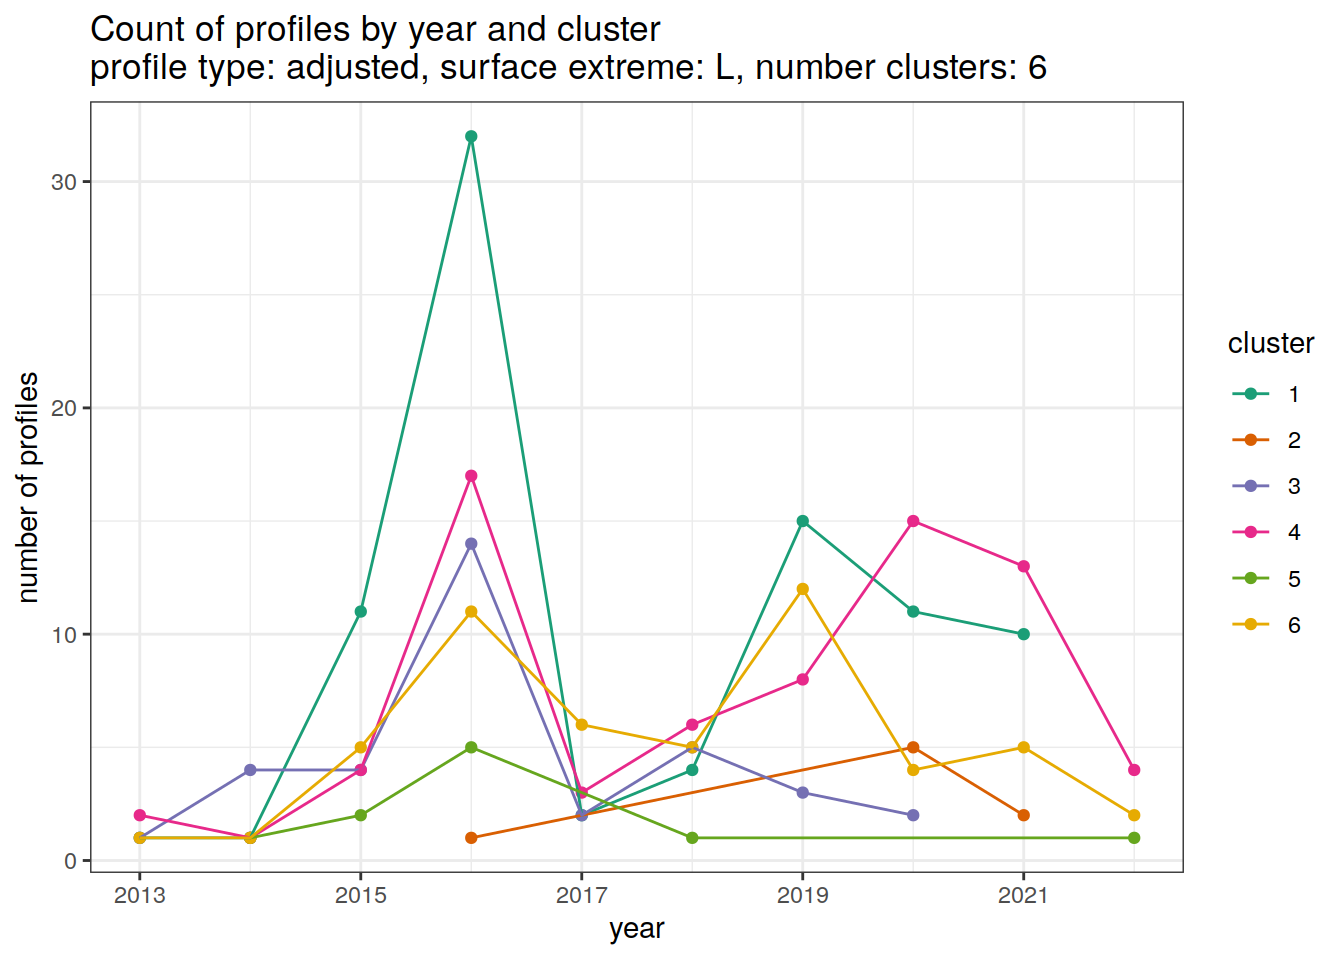 Count of profiles by year and cluster
profile type: adjusted, surface extreme: L, number clusters: 6
number of profiles
30
20
10
0
2013 2015 2017 2019 2021
year
cluster
1
2
3
4
5
6